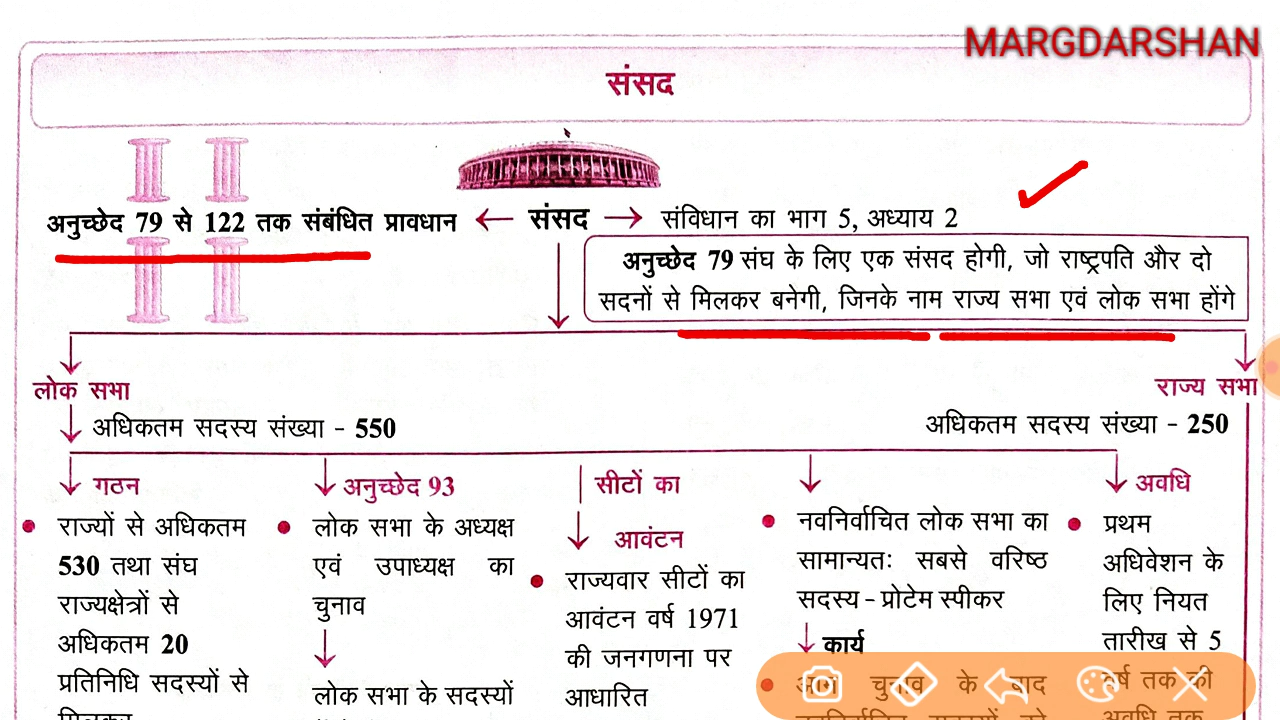 MARGDARSHAN
संसद
अनुच्छेद 79 से 122 तक संबंधित प्रावधान ← संसद → संविधान का भाग 5, अध्याय 2
अनुच्छेद 79 संघ के लिए एक संसद होगी, जो राष्ट्रपति और दो
सदनों से मिलकर बनेगी, जिनके नाम राज्य सभा एवं लोक सभा होंगे
लोक सभा
अधिकतम सदस्य संख्या - 550
राज्य सभा
अधिकतम सदस्य संख्या - 250
गठन
• राज्यों से अधिकतम
530 तथा संघ
राज्यक्षेत्रों से
अधिकतम 20
प्रतिनिधि सदस्यों से
अनुच्छेद 93
• लोक सभा के अध्यक्ष
एवं उपाध्यक्ष का
चुनाव
लोक सभा के सदस्यों
सीटों का
आवंटन
• राज्यवार सीटों का
आवंटन वर्ष 1971
की जनगणना पर
आधारित
• नवनिर्वाचित लोक सभा का
सामान्यतः सबसे वरिष्ठ
सदस्य - प्रोटेम स्पीकर
कार्य
• आम चुनाव के बाद
अवधि
• प्रथम
अधिवेशन के
लिए नियत
तारीख से 5
वर्ष तक की